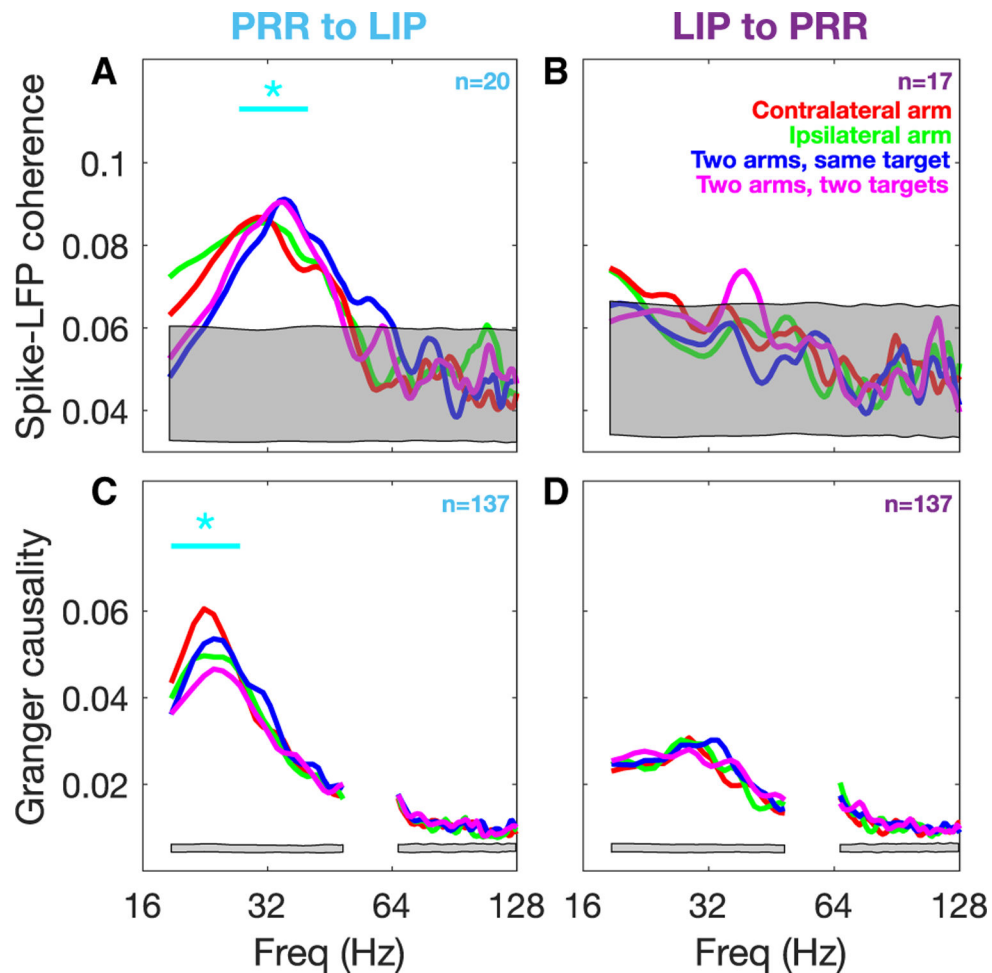 PRR to LIP
LIP to PRR
A
n=20
*
B
n=17
Contralateral arm
Ipsilateral arm
Two arms, same target
Two arms, two targets
Spike-LFP coherence
0.1
0.08
0.06
0.04
C
n=137
*
D
n=137
Granger causality
0.06
0.04
0.02
16
32
64
128
16
32
64
128
Freq (Hz)
Freq (Hz)